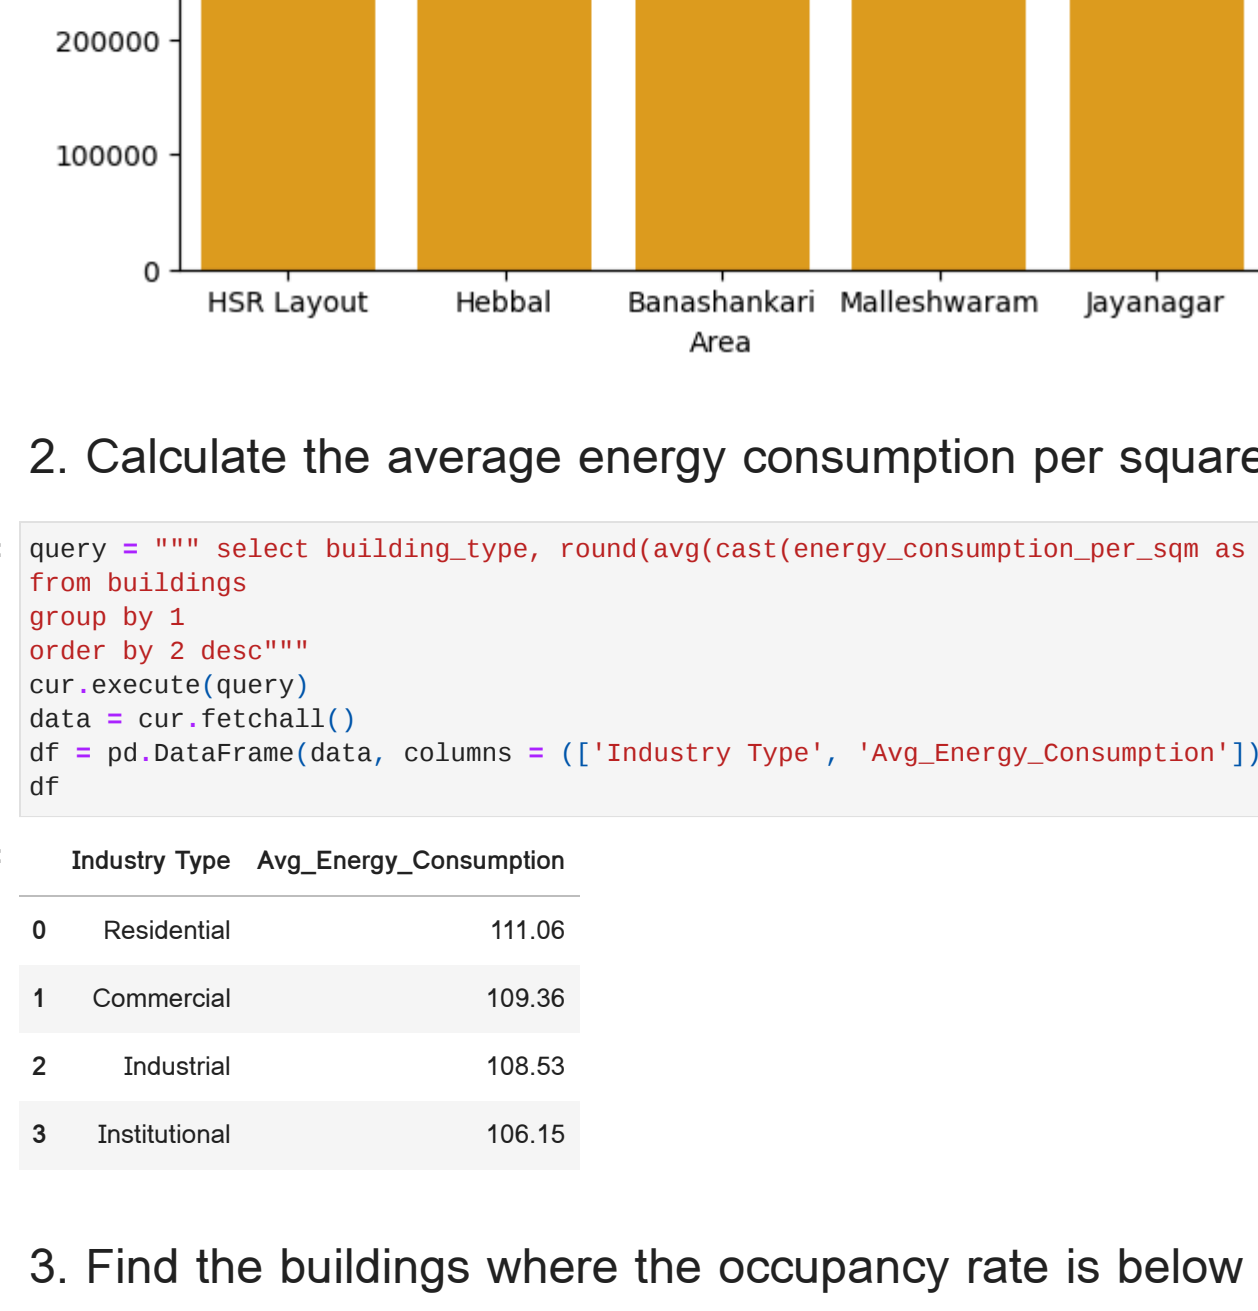 200000
100000
0
HSR Layout Hebbal Banashankari Malleshwaram Jayanagar
Area
2. Calculate the average energy consumption per square
query = """ select building_type, round(avg(cast(energy_consumption_per_sqm as
from buildings
group by 1
order by 2 desc"""
cur.execute(query)
data = cur.fetchall()
df = pd.DataFrame(data, columns = (['Industry Type', 'Avg_Energy_Consumption'])
df
Industry Type Avg_Energy_Consumption
0 Residential 111.06
1 Commercial 109.36
2 Industrial 108.53
3 Institutional 106.15
3. Find the buildings where the occupancy rate is below